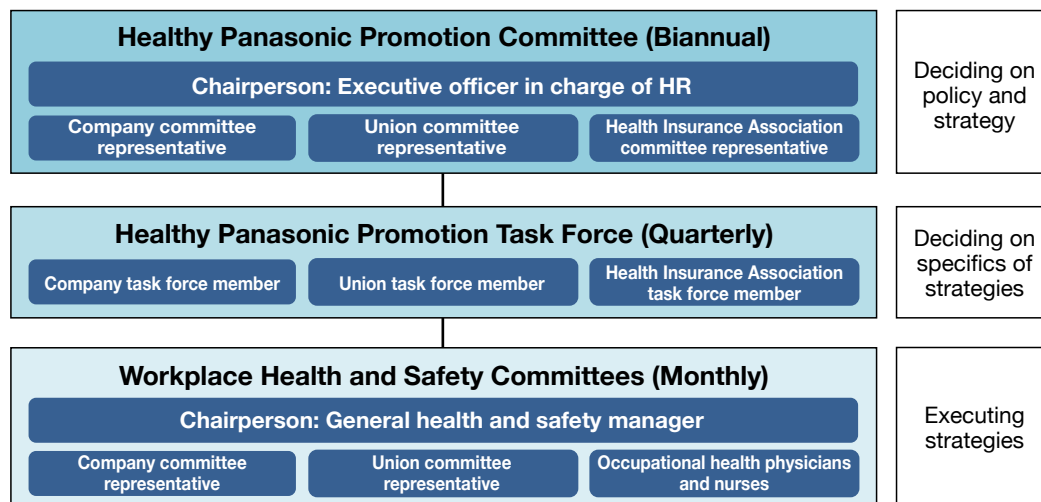 Healthy Panasonic Promotion Committee (Biannual)
Chairperson: Executive officer in charge of HR
Company committee
representative
Union committee
representative
Health Insurance Association
committee representative
Deciding on
policy and
strategy
Healthy Panasonic Promotion Task Force (Quarterly)
Company task force member
Union task force member
Health Insurance Association
task force member
Deciding on
specifics of
strategies
Workplace Health and Safety Committees (Monthly)
Chairperson: General health and safety manager
Company committee
representative
Union committee
representative
Occupational health physicians
and nurses
Executing
strategies